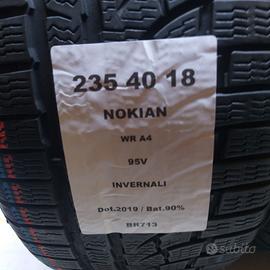 235 40 18
NOKIAN
WR A4
95V
INVERNALI
Dot.2019 / Bat.90%
BR713
subito